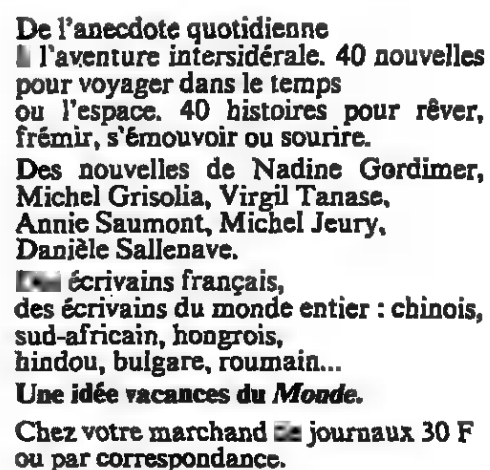 De l'anecdote quotidienne
l'aventure intersidérale. 40 nouvelles
pour voyager dans le temps
ou l'espace. 40 histoires pour rêver,
frémir, s'émouvoir ou sourire.
Des nouvelles de Nadine Gordimer,
Michel Grisolia, Virgil Tanase,
Annie Saumont, Michel Jeury,
Danièle Sallenave.
écrivains français,
des écrivains du monde entier : chinois,
sud-africain, hongrois,
hindou, bulgare, roumain...
Une idée vacances du Monde.
Chez votre marchand journaux 30 F
ou par correspondance.